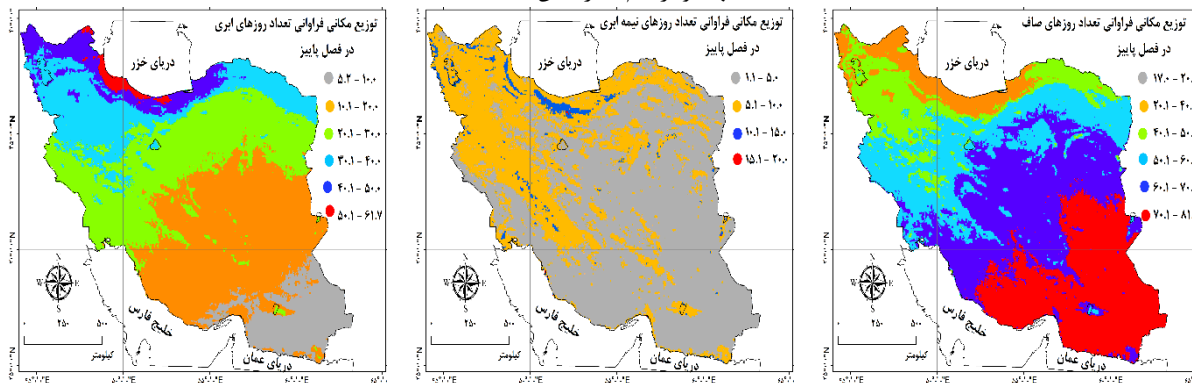 توزیع مکانی فراوانی تعداد روزهای ابری
در فصل پاییز
دریای خزر
۵.۲ - ۱۰.۰
۱۰.۱ - ۲۰.۰
۲۰.۱ - ۳۰.۰
۳۰.۱ - ۴۰.۰
۴۰.۱ - ۵۰.۰
۵۰.۱ - ۶۱.۷
خلیج فارس
دریای عمان
۰ ۲۵۰ ۵۰۰
کیلومتر
N
W E
S
توزیع مکانی فراوانی تعداد روزهای نیمه ابری
در فصل پاییز
دریای خزر
۱.۱ - ۵.۰
۵.۱ - ۱۰.۰
۱۰.۱ - ۱۵.۰
۱۵.۱ - ۲۰.۰
خلیج فارس
دریای عمان
۰ ۲۵۰ ۵۰۰
کیلومتر
N
W E
S
توزیع مکانی فراوانی تعداد روزهای صاف
در فصل پاییز
دریای خزر
خلیج فارس
دریای عمان
۰ ۲۵۰ ۵۰۰
کیلومتر
N
W E
S